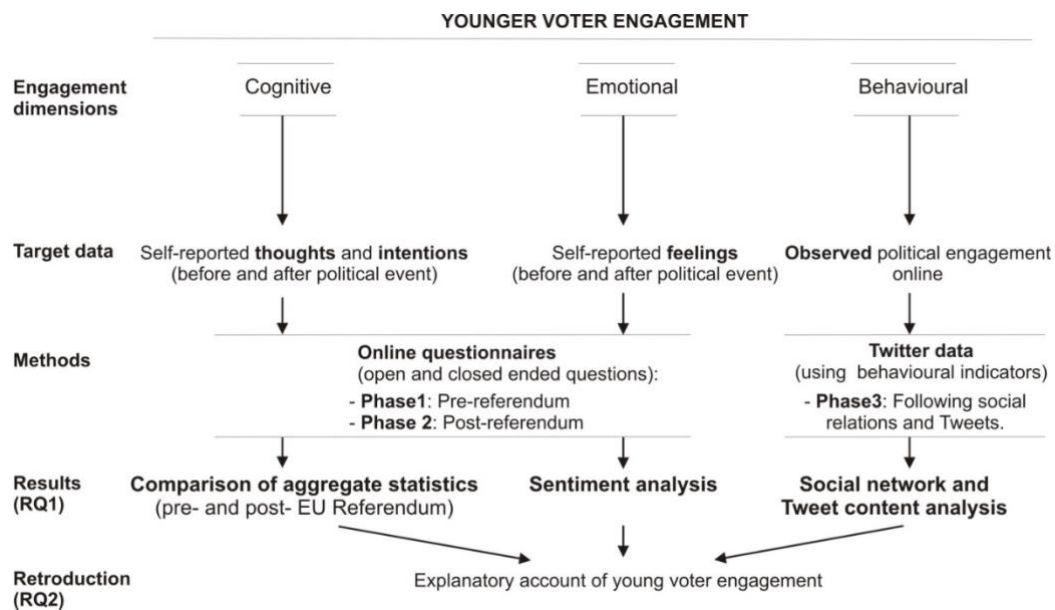 YOUNGER VOTER ENGAGEMENT
Engagement dimensions
Cognitive
Emotional
Behavioural
Target data
Self-reported thoughts and intentions
(before and after political event)
Self-reported feelings
(before and after political event)
Observed political engagement
online
Methods
Online questionnaires
(open and closed ended questions):
- Phase1: Pre-referendum
- Phase 2: Post-referendum
Twitter data
(using behavioural indicators)
- Phase3: Following social
relations and Tweets.
Results
(RQ1)
Comparison of aggregate statistics
(pre- and post- EU Referendum)
Sentiment analysis
Social network and
Tweet content analysis
Retroduction
(RQ2)
Explanatory account of young voter engagement